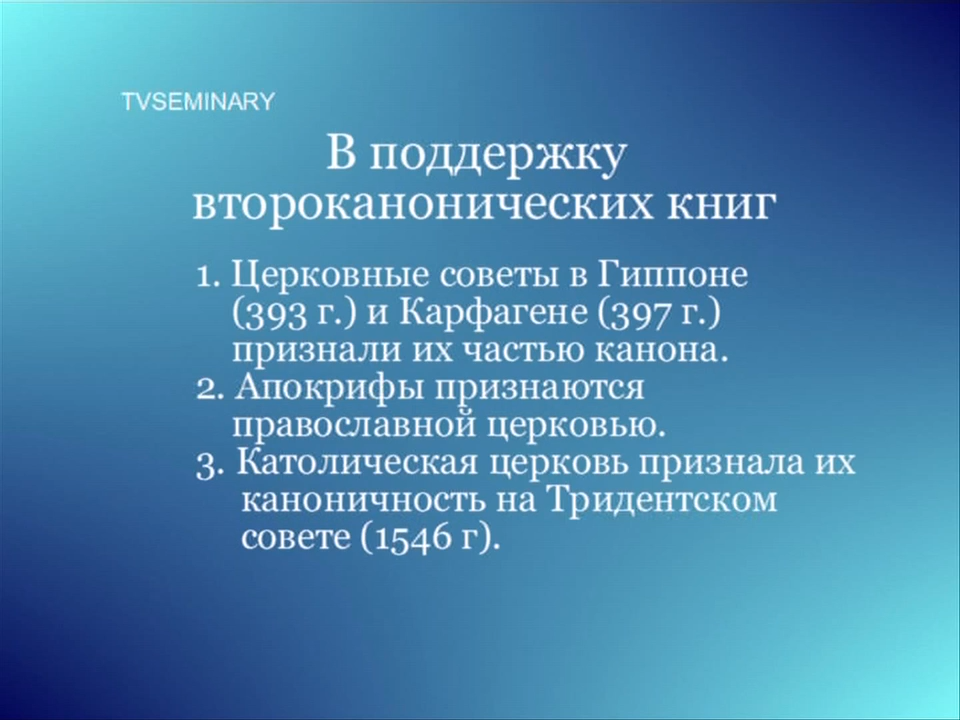 TVSEMINARY
В поддержку
второканонических книг
1. Церковные советы в Гиппоне
(393 г.) и Карфагене (397 г.)
признали их частью канона.
2. Апокрифы признаются
православной церковью.
3. Католическая церковь признала их
каноничность на Тридентском
совете (1546 г).